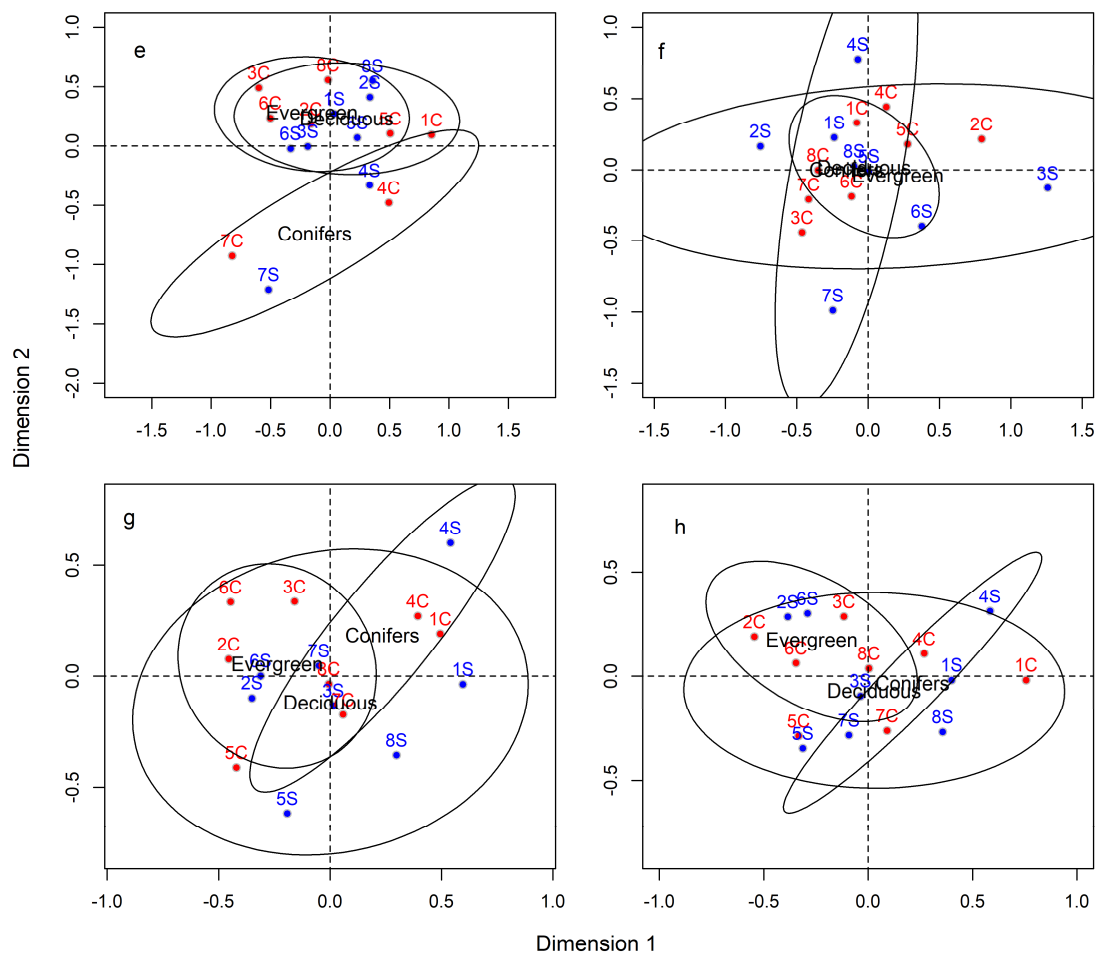 e
1.0
0.5
0.0
-0.5
-1.0
-1.5
-2.0
3C
8C
8S
2S
6C
2C
1S
Evergreen
Deciduous
5C
1C
6S
3S
5S
4S
4C
Conifers
7C
7S
-1.5
-1.0
-0.5
0.0
0.5
1.0
1.5
f
1.0
0.5
0.0
-0.5
-1.0
-1.5
4S
4C
1C
2S
1S
5C
2C
8C
8S
5S
Deciduous
Conifers
Evergreen
7C
6C
3S
3C
6S
7S
-1.5
-1.0
-0.5
0.0
0.5
1.0
1.5
Dimension 2
g
0.5
0.0
-0.5
4S
6C
3C
4C
1C
Conifers
2C
6S
7S
Evergreen
8C
1S
2S
3S
7C
Deciduous
8S
5C
5S
-1.0
-0.5
0.0
0.5
1.0
h
0.5
0.0
-0.5
2S
6S
3C
4S
2C
Evergreen
6C
8C
4C
3S
1S
1C
Conifers
Deciduous
5C
5S
7S
7C
8S
-1.0
-0.5
0.0
0.5
1.0
Dimension 1